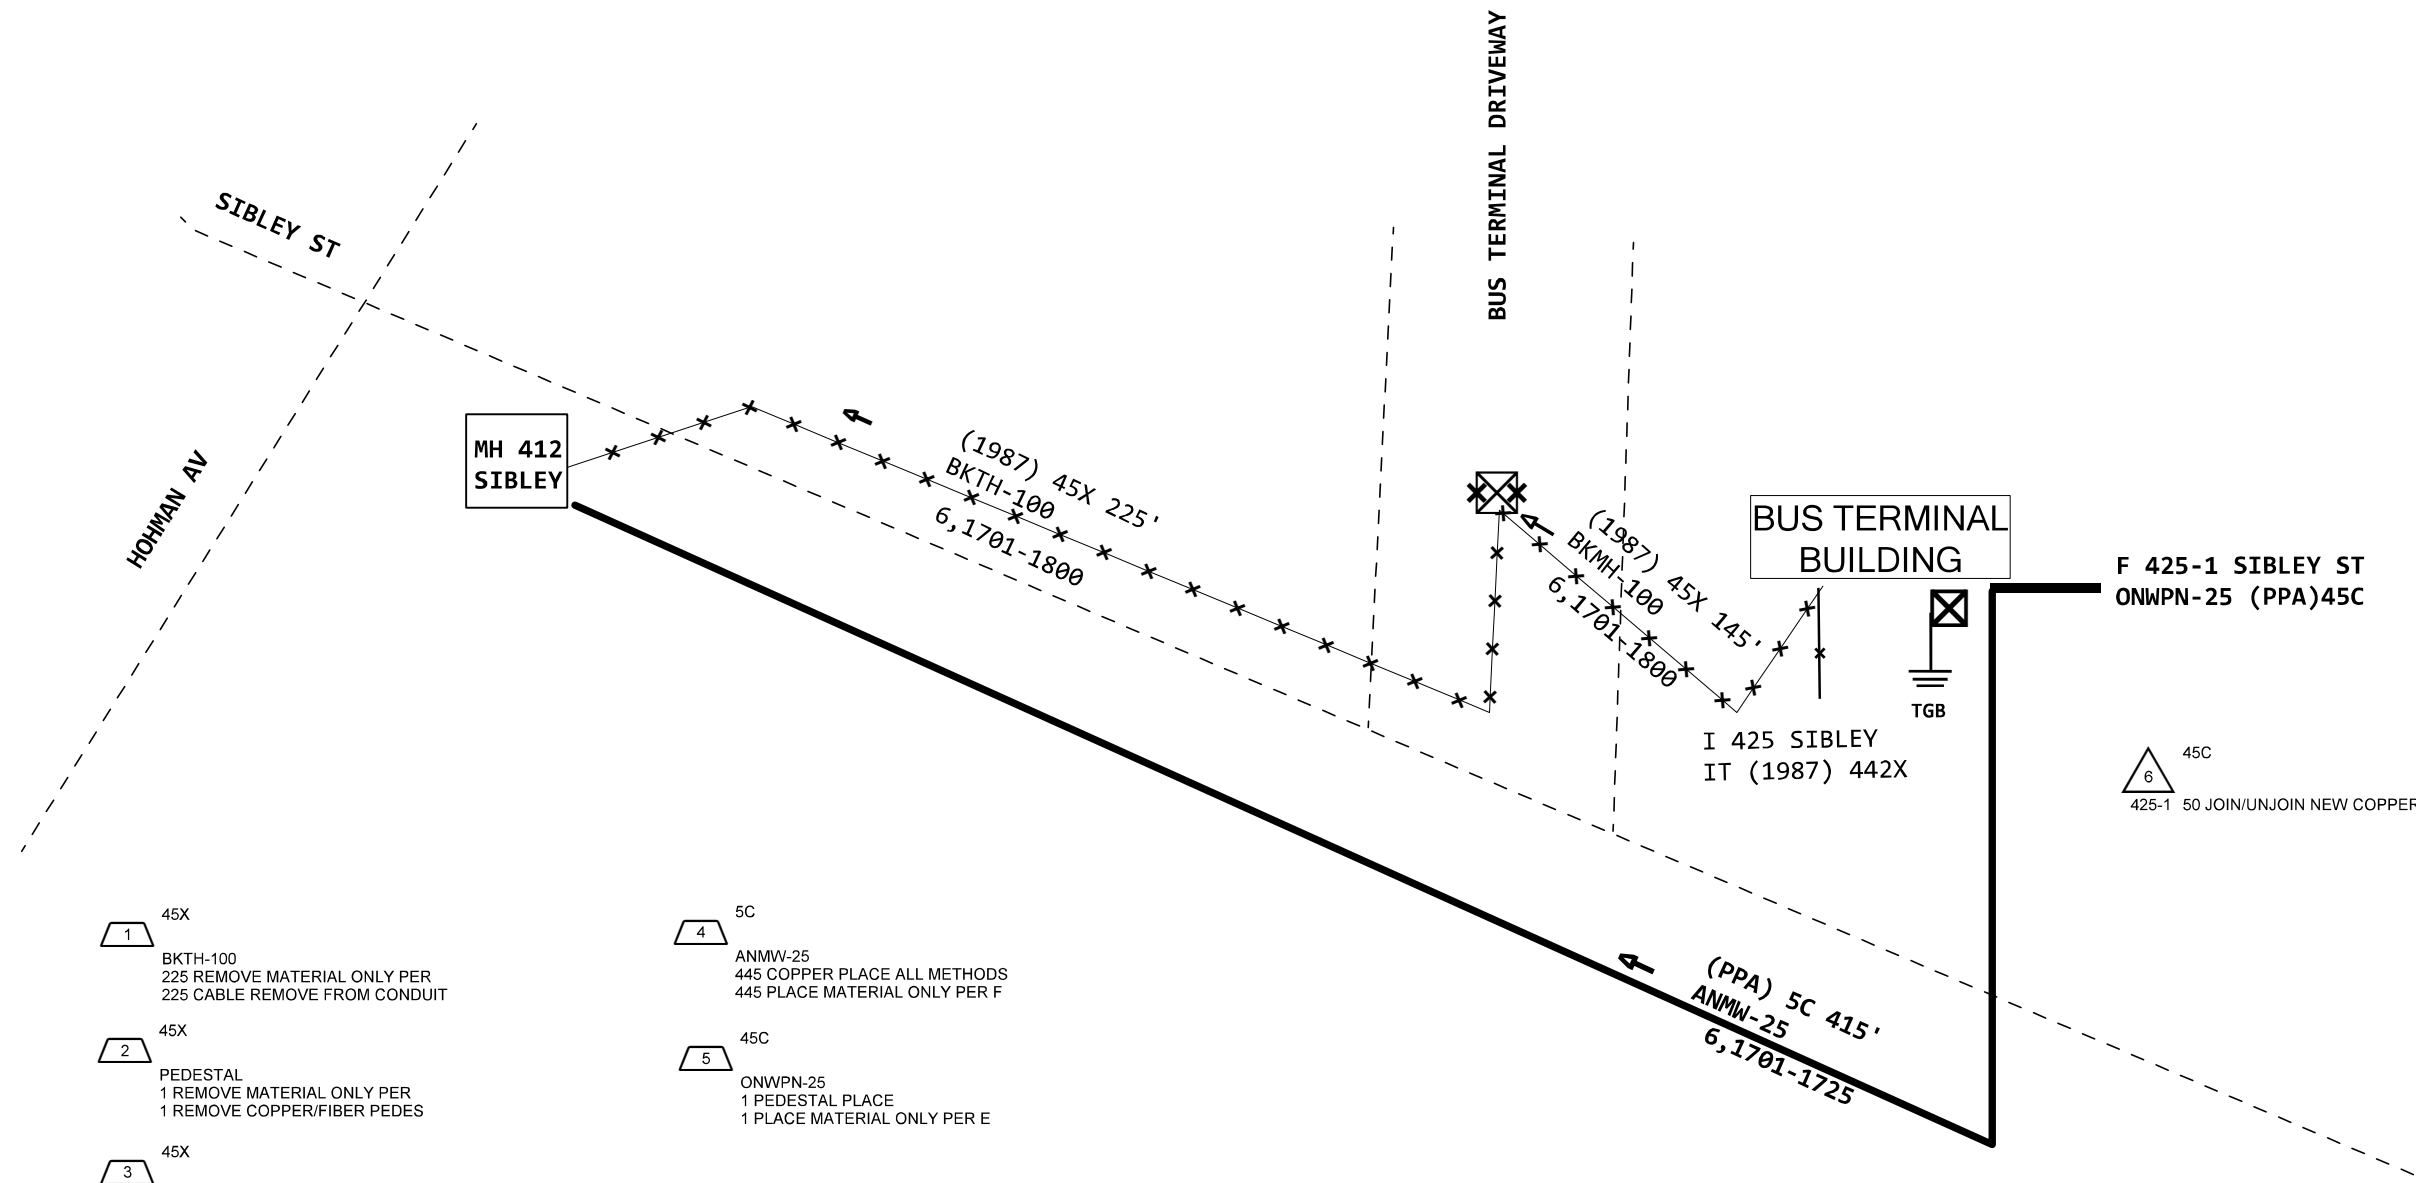 BUS TERMINAL DRIVEWAY
SIBLEY ST
HOHMAN AV
MH 412
SIBLEY
(1987) 45X 225'
BKTH-100
6,1701-1800
(1987) 45X 145'
BKMH-100
6,1701-1800
BUS TERMINAL
BUILDING
F 425-1 SIBLEY ST
ONWPN-25 (PPA)45C
TGB
I 425 SIBLEY
IT (1987) 442X
45C
6
425-1 50 JOIN/UNJOIN NEW COPPER
(PPA) 5C 415'
ANMW-25
6,1701-1725
45X
1
BKTH-100
225 REMOVE MATERIAL ONLY PER
225 CABLE REMOVE FROM CONDUIT
45X
2
PEDESTAL
1 REMOVE MATERIAL ONLY PER
1 REMOVE COPPER/FIBER PEDES
45X
3
5C
4
ANMW-25
445 COPPER PLACE ALL METHODS
445 PLACE MATERIAL ONLY PER F
45C
5
ONWPN-25
1 PEDESTAL PLACE
1 PLACE MATERIAL ONLY PER E